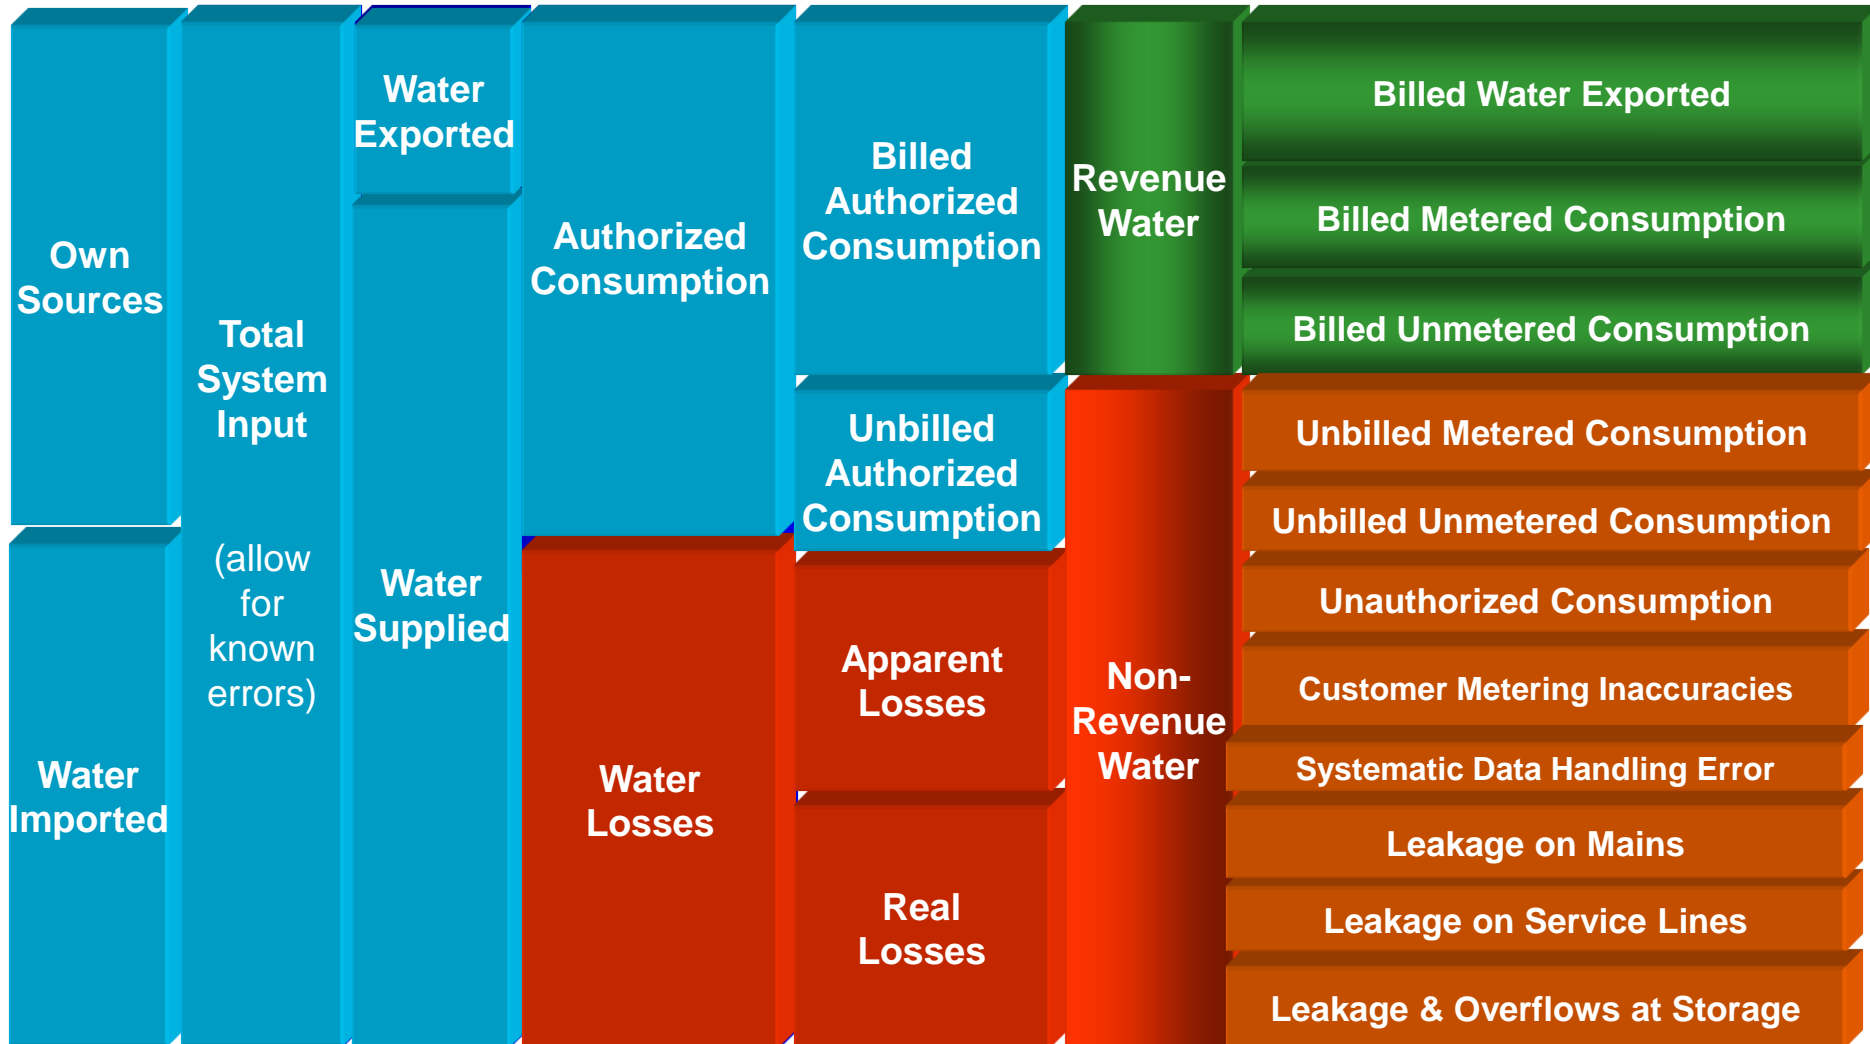 Own
Sources
Water
Imported
Total
System
Input
(allow
for
known
errors)
Water
Exported
Water
Supplied
Authorized
Consumption
Water
Losses
Billed
Authorized
Consumption
Unbilled
Authorized
Consumption
Apparent
Losses
Real
Losses
Revenue
Water
Non-
Revenue
Water
Billed Water Exported
Billed Metered Consumption
Billed Unmetered Consumption
Unbilled Metered Consumption
Unbilled Unmetered Consumption
Unauthorized Consumption
Customer Metering Inaccuracies
Systematic Data Handling Error
Leakage on Mains
Leakage on Service Lines
Leakage & Overflows at Storage